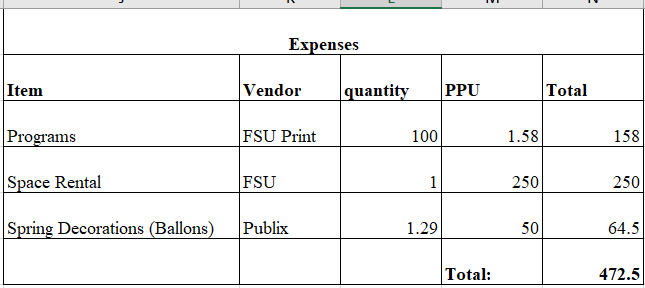 Expenses
Item Vendor quantity PPU Total
Programs FSU Print 100 1.58 158
Space Rental FSU 1 250 250
Spring Decorations (Ballons) Publix 1.29 50 64.5
Total: 472.5